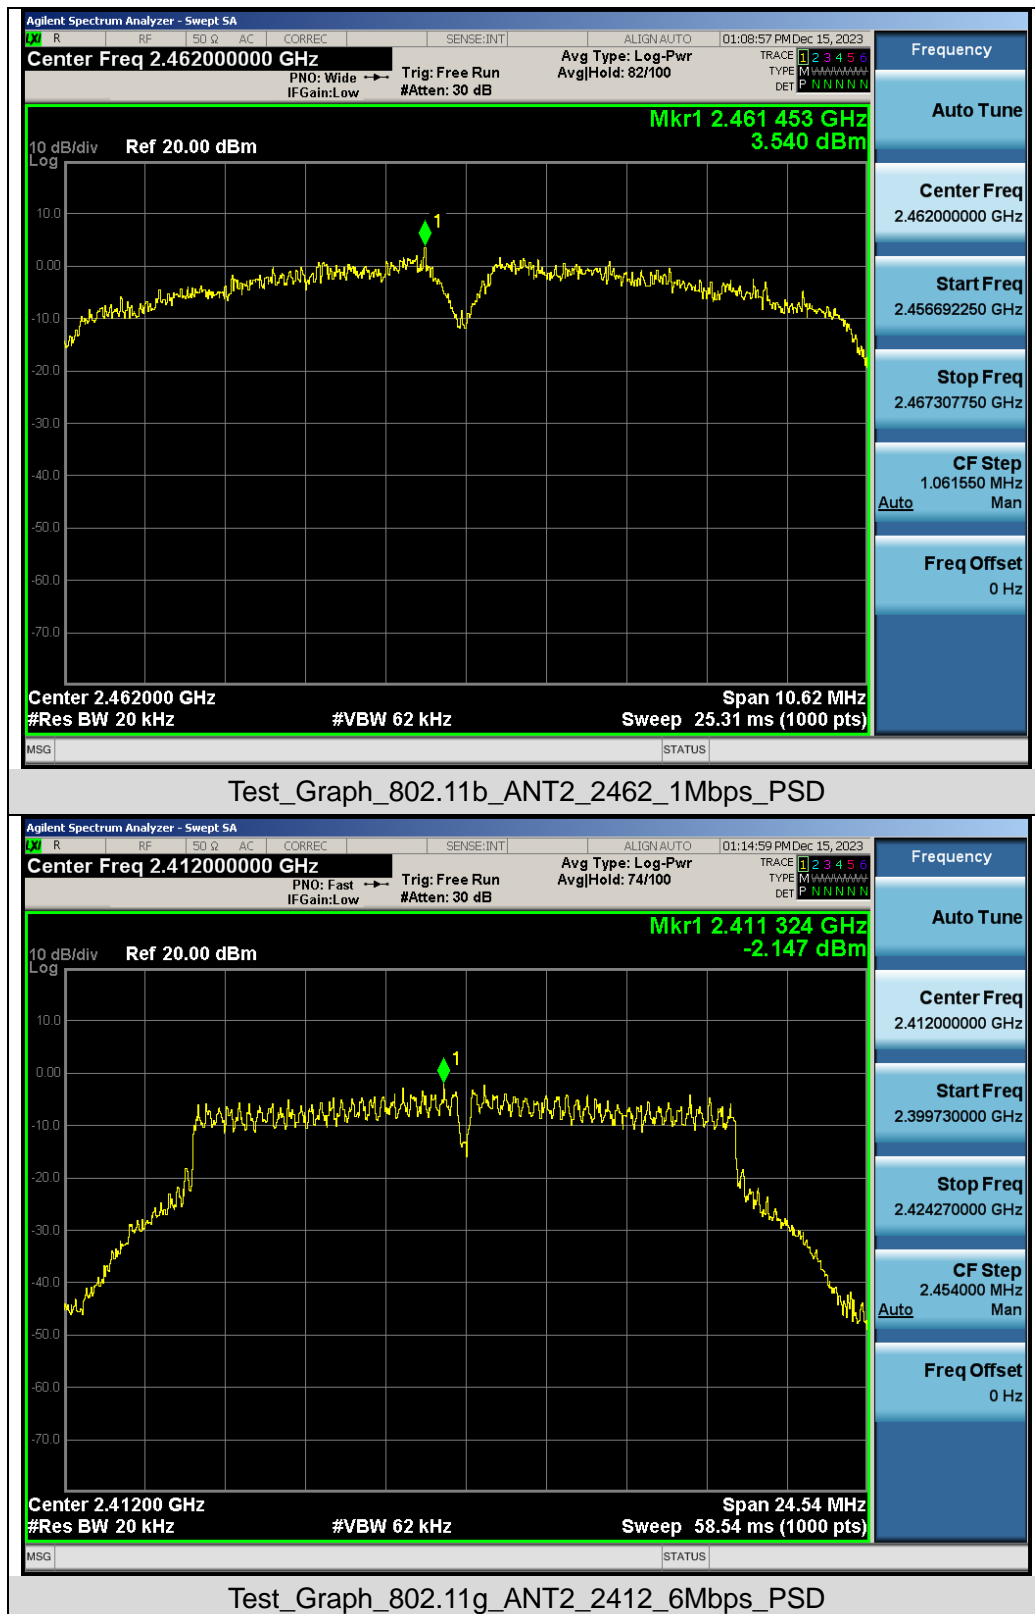 Agilent Spectrum Analyzer - Swept SA
LXI R RF 50 Ω AC CORREC SENSE:INT ALIGN AUTO 01:08:57 PM Dec 15, 2023
Center Freq 2.462000000 GHz
PNO: Wide
IFGain:Low
Trig: Free Run
#Atten: 30 dB
Avg Type: Log-Pwr
Avg|Hold: 82/100
TRACE 1 2 3 4 5 6
TYPE M WWWWW
DET P N N N N N
Mkr1 2.461 453 GHz
3.540 dBm
10 dB/div Ref 20.00 dBm
Log
10.0
1
0.00
-10.0
-20.0
-30.0
-40.0
-50.0
-60.0
-70.0
Center 2.462000 GHz Span 10.62 MHz
#Res BW 20 kHz #VBW 62 kHz Sweep 25.31 ms (1000 pts)
MSG STATUS
Frequency
Auto Tune
Center Freq
2.462000000 GHz
Start Freq
2.456692250 GHz
Stop Freq
2.467307750 GHz
CF Step
1.061550 MHz
Auto Man
Freq Offset
0 Hz
Test_Graph_802.11b_ANT2_2462_1Mbps_PSD
Agilent Spectrum Analyzer - Swept SA
LXI R RF 50 Ω AC CORREC SENSE:INT ALIGN AUTO 01:14:59 PM Dec 15, 2023
Center Freq 2.412000000 GHz
PNO: Fast
IFGain:Low
Trig: Free Run
#Atten: 30 dB
Avg Type: Log-Pwr
Avg|Hold: 74/100
TRACE 1 2 3 4 5 6
TYPE M WWWWW
DET P N N N N N
Mkr1 2.411 324 GHz
-2.147 dBm
10 dB/div Ref 20.00 dBm
Log
10.0
1
0.00
-10.0
-20.0
-30.0
-40.0
-50.0
-60.0
-70.0
Center 2.41200 GHz Span 24.54 MHz
#Res BW 20 kHz #VBW 62 kHz Sweep 58.54 ms (1000 pts)
MSG STATUS
Frequency
Auto Tune
Center Freq
2.412000000 GHz
Start Freq
2.399730000 GHz
Stop Freq
2.424270000 GHz
CF Step
2.454000 MHz
Auto Man
Freq Offset
0 Hz
Test_Graph_802.11g_ANT2_2412_6Mbps_PSD